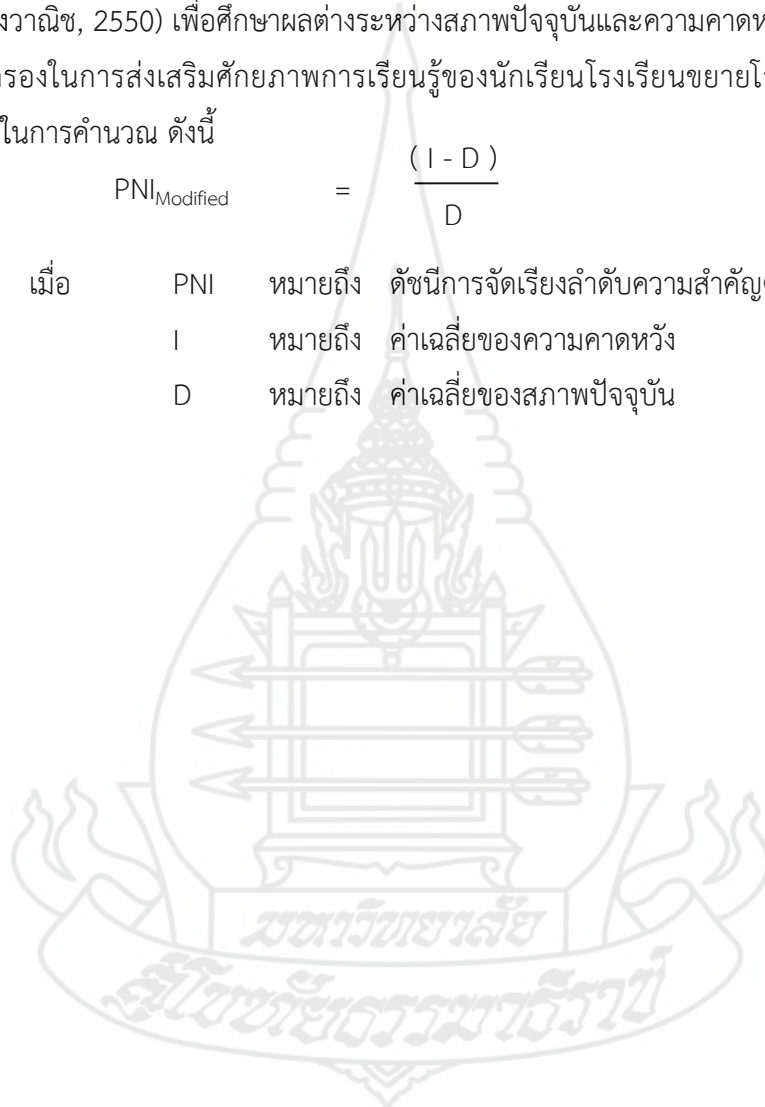 งวาณิช, 2550) เพื่อศึกษาผลต่างระหว่างสภาพปัจจุบันและความคาดห
รองในการส่งเสริมศักยภาพการเรียนรู้ของนักเรียนโรงเรียนขยายโ
ในการคำนวณ ดังนี้
PNI Modified = ( I - D )
D
เมื่อ PNI หมายถึง ดัชนีการจัดเรียงลำดับความสำคัญ
I หมายถึง ค่าเฉลี่ยของความคาดหวัง
D หมายถึง ค่าเฉลี่ยของสภาพปัจจุบัน
มหาวิทยาลัย
สุโขทัยธรรมาธิราช